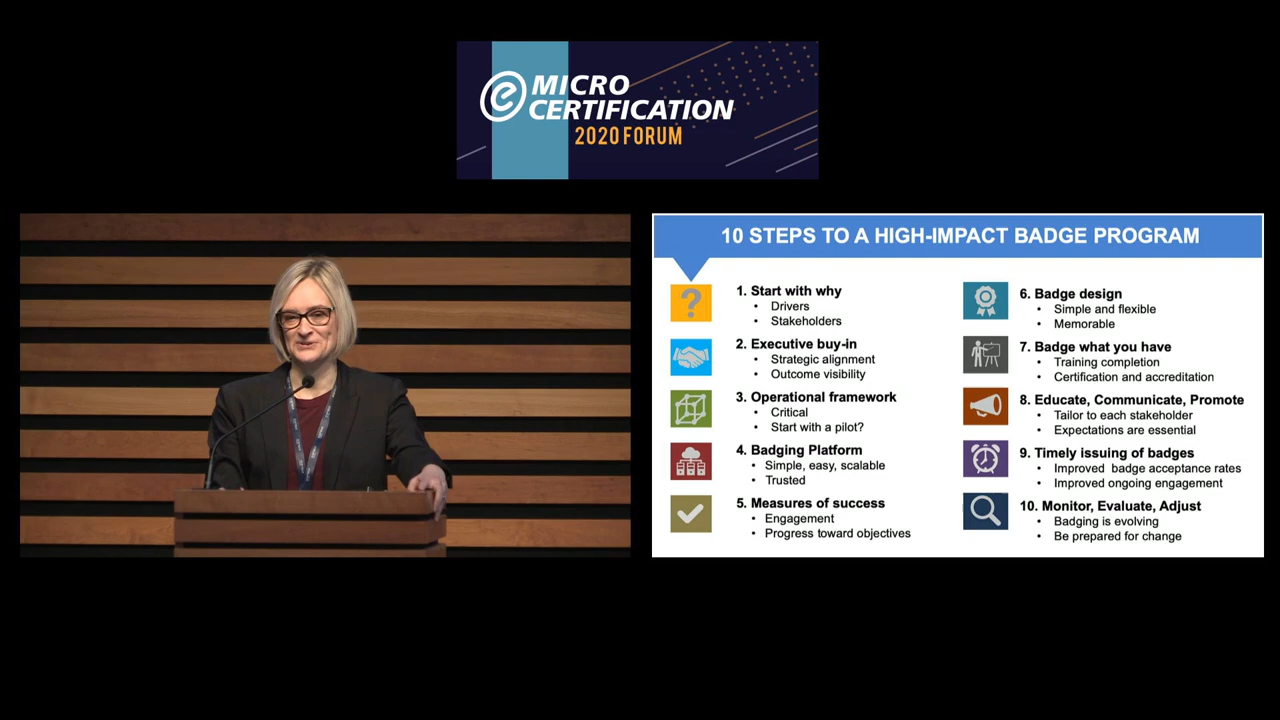 e MICRO
CERTIFICATION
2020 FORUM
10 STEPS TO A HIGH-IMPACT BADGE PROGRAM
?
1. Start with why
• Drivers
• Stakeholders
2. Executive buy-in
• Strategic alignment
• Outcome visibility
3. Operational framework
• Critical
• Start with a pilot?
4. Badging Platform
• Simple, easy, scalable
• Trusted
5. Measures of success
• Engagement
• Progress toward objectives
6. Badge design
• Simple and flexible
• Memorable
7. Badge what you have
• Training completion
• Certification and accreditation
8. Educate, Communicate, Promote
• Tailor to each stakeholder
• Expectations are essential
9. Timely issuing of badges
• Improved badge acceptance rates
• Improved ongoing engagement
10. Monitor, Evaluate, Adjust
• Badging is evolving
• Be prepared for change